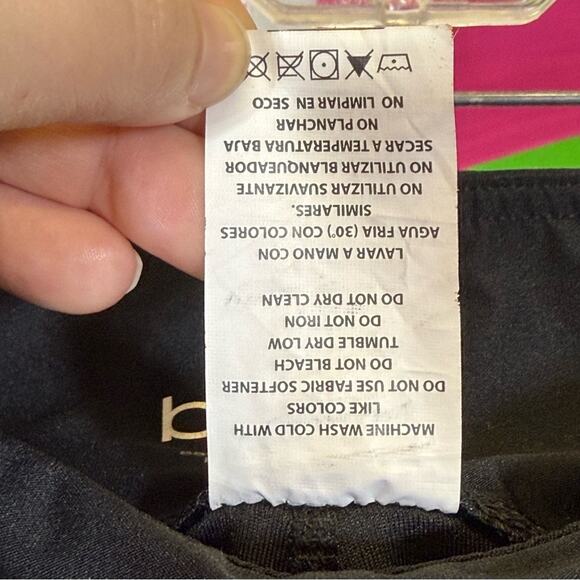 MACHINE WASH COLD WITH
LIKE COLORS
DO NOT USE FABRIC SOFTENER
DO NOT BLEACH
TUMBLE DRY LOW
DO NOT IRON
DO NOT DRY CLEAN
LAVAR A MANO CON
AGUA FRIA (30°) CON COLORES
SIMILARES.
NO UTILIZAR SUAVIZANTE
NO UTILIZAR BLANQUEADOR
SECAR A TEMPERATURA BAJA
NO PLANCHAR
NO LIMPIAR EN SECO